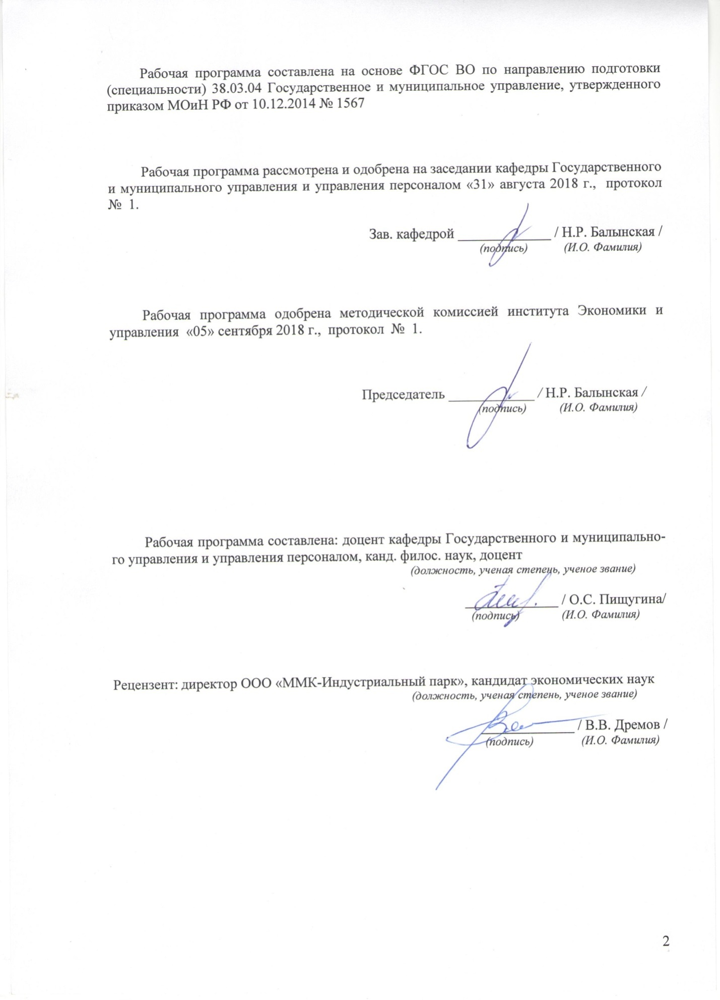 Рабочая программа составлена на основе ФГОС ВО по направлению подготовки
(специальности) 38.03.04 Государственное и муниципальное управление, утвержденного
приказом МОиН РФ от 10.12.2014 № 1567
Рабочая программа рассмотрена и одобрена на заседании кафедры Государственного
и муниципального управления и управления персоналом «31» августа 2018 г., протокол
№ 1.
Зав. кафедрой ______________ / Н.Р. Балынская /
(подпись) (И.О. Фамилия)
Рабочая программа одобрена методической комиссией института Экономики и
управления «05» сентября 2018 г., протокол № 1.
Председатель _____________ / Н.Р. Балынская /
(подпись) (И.О. Фамилия)
Рабочая программа составлена: доцент кафедры Государственного и муниципально-
го управления и управления персоналом, канд. филос. наук, доцент
(должность, ученая степень, ученое звание)
______________ / О.С. Пищугина/
(подпись) (И.О. Фамилия)
Рецензент: директор ООО «ММК-Индустриальный парк», кандидат экономических наук
(должность, ученая степень, ученое звание)
______________ / В.В. Дремов /
(подпись) (И.О. Фамилия)
2